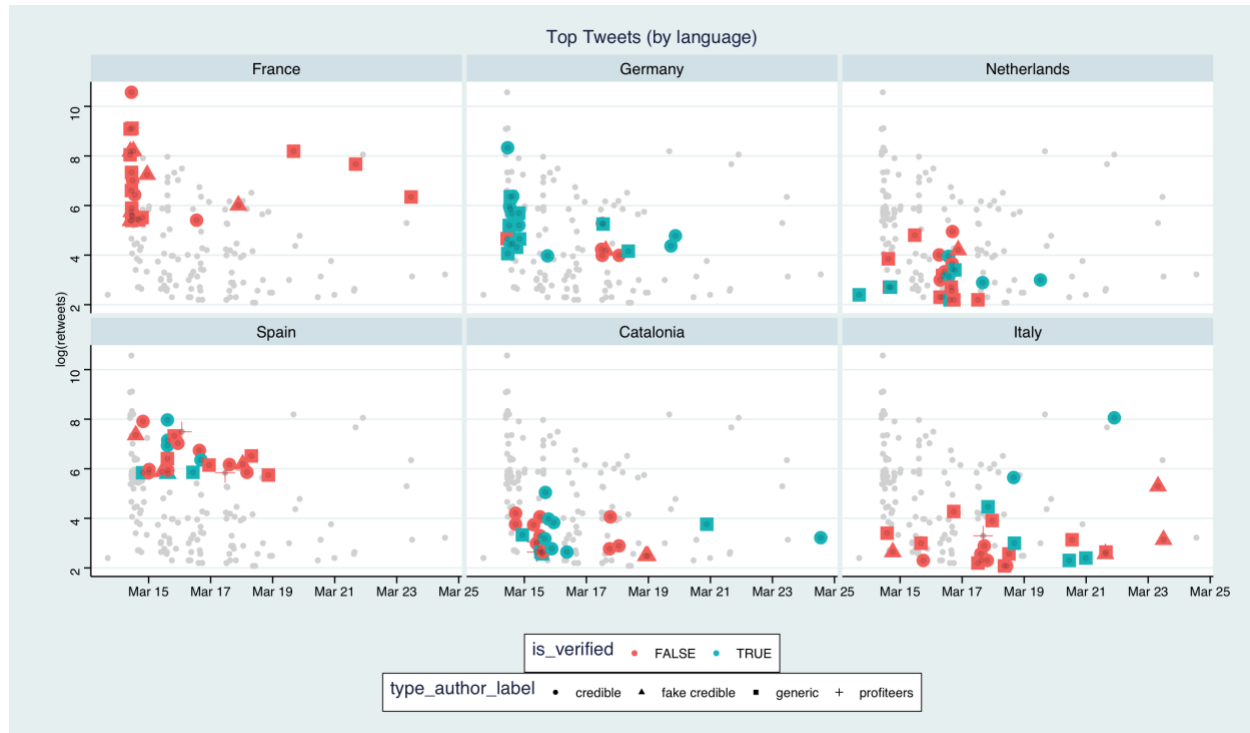 Top Tweets (by language)
France Germany Netherlands
10
8
6
4
2
log(retweets)
Spain Catalonia Italy
10
8
6
4
2
Mar 15 Mar 17 Mar 19 Mar 21 Mar 23 Mar 25 Mar 15 Mar 17 Mar 19 Mar 21 Mar 23 Mar 25 Mar 15 Mar 17 Mar 19 Mar 21 Mar 23 Mar 25
is_verified FALSE TRUE
type_author_label credible fake credible generic profiteers